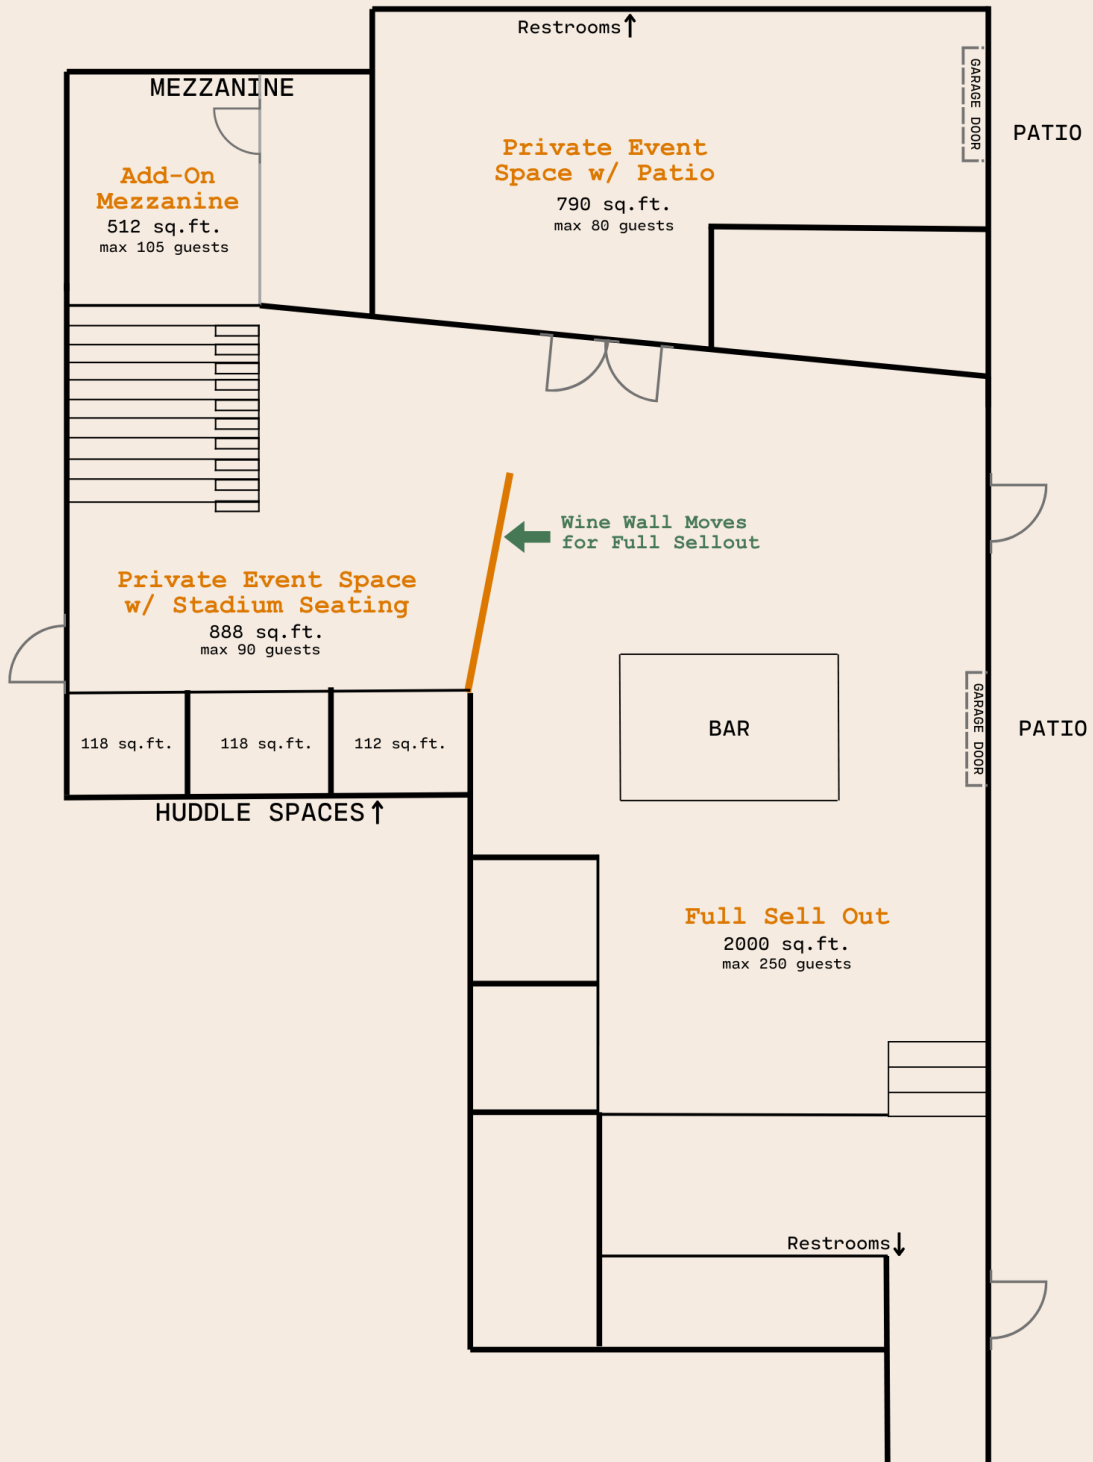 Restrooms↑
MEZZANINE
GARAGE DOOR
PATIO
Private Event
Space w/ Patio
790 sq.ft.
max 80 guests
Add-On
Mezzanine
512 sq.ft.
max 105 guests
Wine Wall Moves
for Full Sellout
Private Event Space
w/ Stadium Seating
888 sq.ft.
max 90 guests
BAR
GARAGE DOOR
PATIO
118 sq.ft.
118 sq.ft.
112 sq.ft.
HUDDLE SPACES↑
Full Sell Out
2000 sq.ft.
max 250 guests
Restrooms↓